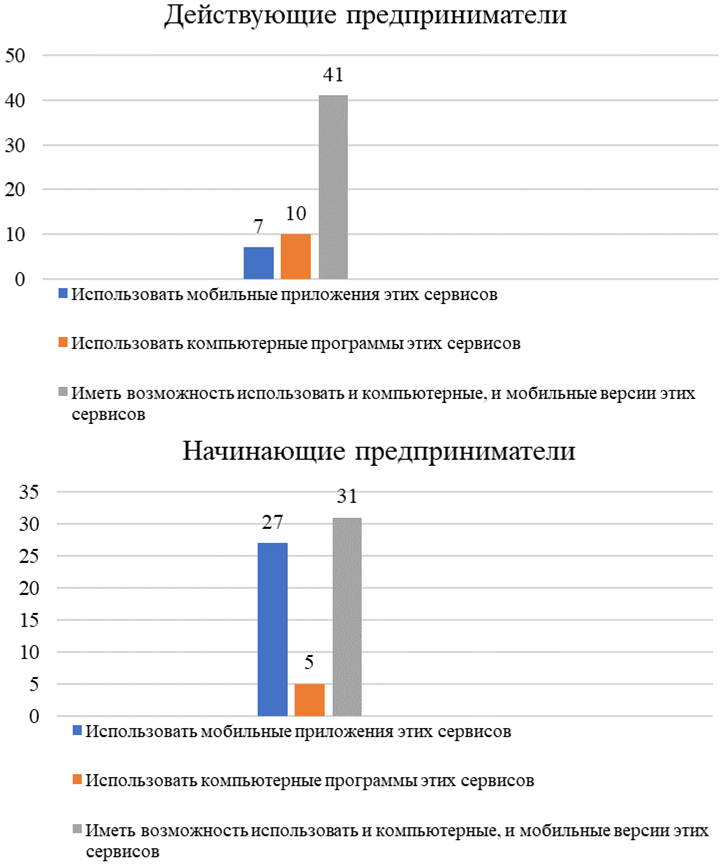 Действующие предприниматели
50
40
30
20
10
0
41
10
7
Использовать мобильные приложения этих сервисов
Использовать компьютерные программы этих сервисов
Иметь возможность использовать и компьютерные, и мобильные версии этих
сервисов
Начинающие предприниматели
35
30
25
20
15
10
5
0
31
27
5
Использовать мобильные приложения этих сервисов
Использовать компьютерные программы этих сервисов
Иметь возможность использовать и компьютерные, и мобильные версии этих
сервисов